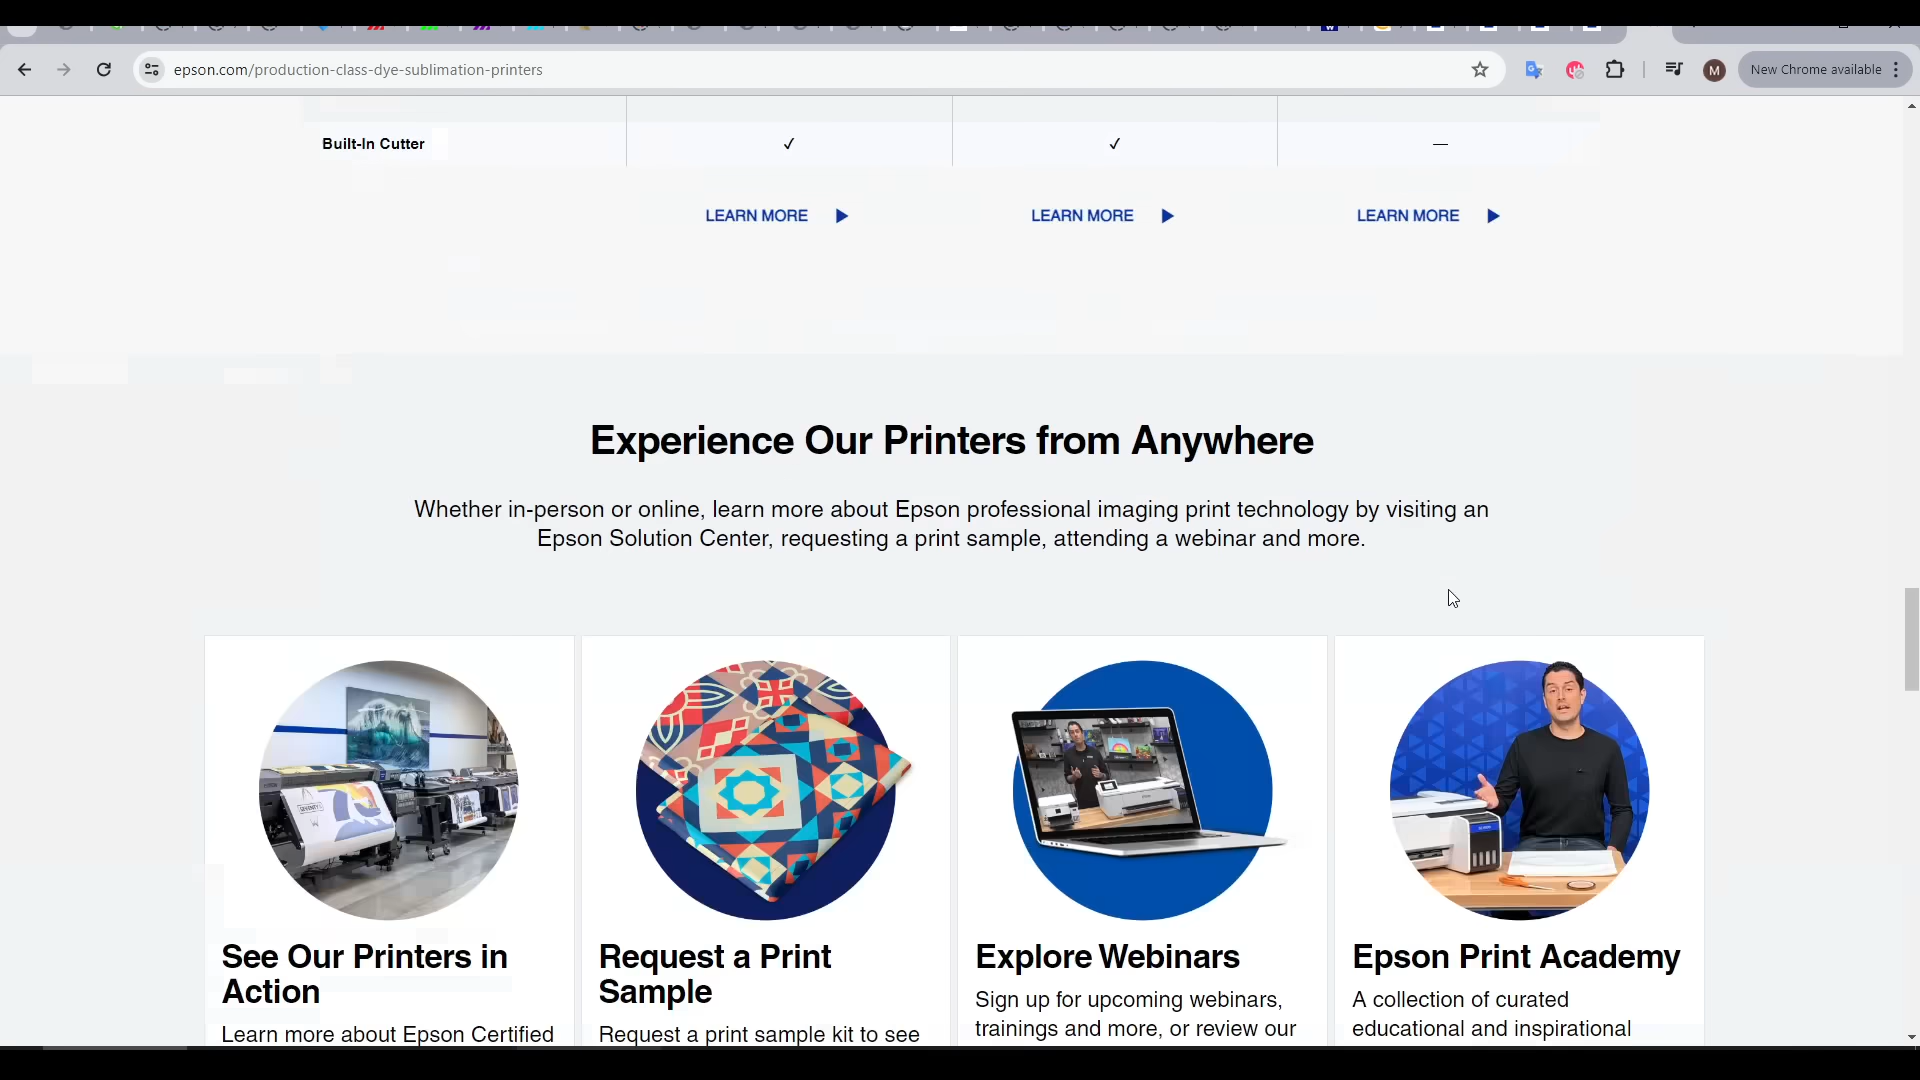 epson.com/production-class-dye-sublimation-printers
M
New Chrome available
Built-In Cutter ✓ ✓ —
LEARN MORE LEARN MORE LEARN MORE
Experience Our Printers from Anywhere
Whether in-person or online, learn more about Epson professional imaging print technology by visiting an
Epson Solution Center, requesting a print sample, attending a webinar and more.
See Our Printers in
Action
Learn more about Epson Certified
Request a Print
Sample
Request a print sample kit to see
Explore Webinars
Sign up for upcoming webinars,
trainings and more, or review our
Epson Print Academy
A collection of curated
educational and inspirational